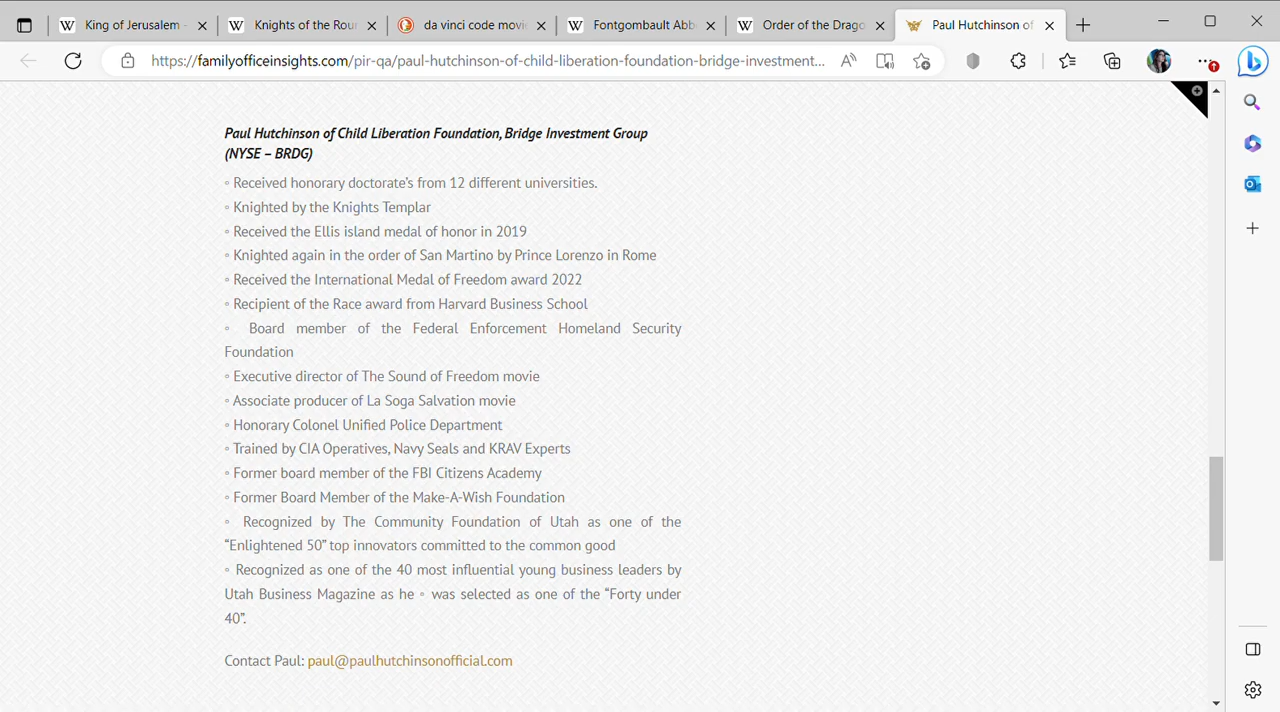 King of Jerusalem -
Knights of the Roun
da vinci code movi
Fontgombault Abb
Order of the Drago
Paul Hutchinson of
https://familyofficeinsights.com/pir-qa/paul-hutchinson-of-child-liberation-foundation-bridge-investment...
Paul Hutchinson of Child Liberation Foundation, Bridge Investment Group
(NYSE – BRDG)
◦ Received honorary doctorate's from 12 different universities.
◦ Knighted by the Knights Templar
◦ Received the Ellis island medal of honor in 2019
◦ Knighted again in the order of San Martino by Prince Lorenzo in Rome
◦ Received the International Medal of Freedom award 2022
◦ Recipient of the Race award from Harvard Business School
◦ Board member of the Federal Enforcement Homeland Security
Foundation
◦ Executive director of The Sound of Freedom movie
◦ Associate producer of La Soga Salvation movie
◦ Honorary Colonel Unified Police Department
◦ Trained by CIA Operatives, Navy Seals and KRAV Experts
◦ Former board member of the FBI Citizens Academy
◦ Former Board Member of the Make-A-Wish Foundation
◦ Recognized by The Community Foundation of Utah as one of the
“Enlightened 50” top innovators committed to the common good
◦ Recognized as one of the 40 most influential young business leaders by
Utah Business Magazine as he ◦ was selected as one of the “Forty under
40”.
Contact Paul: paul@paulhutchinsonofficial.com